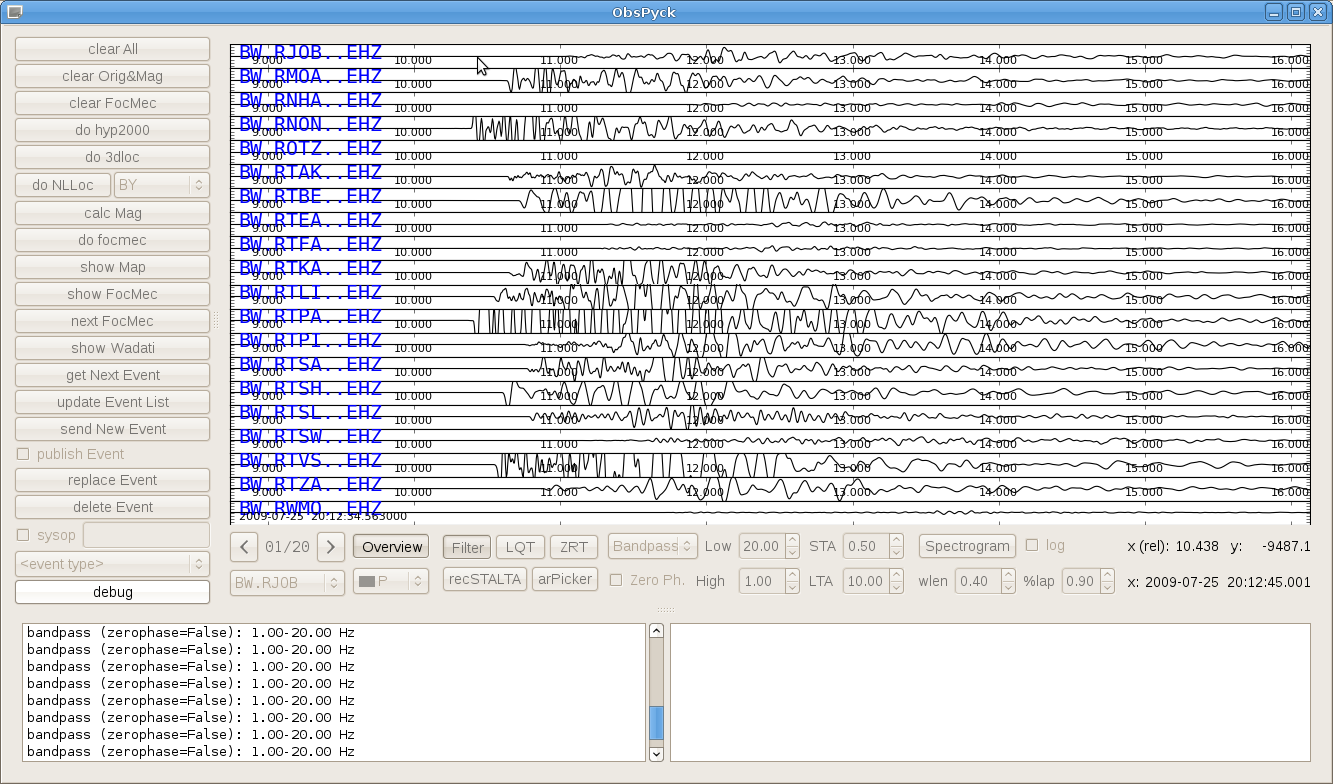 ObsPyck
clear All
clear Orig&Mag
clear FocMec
do hyp2000
do 3dloc
do NLLoc BY
calc Mag
do focmec
show Map
show FocMec
next FocMec
show Wadati
get Next Event
update Event List
send New Event
publish Event
replace Event
delete Event
sysop
<event type>
debug
BW.RJOB..EHZ
9.000 10.000 11.000 12.000 13.000 14.000 15.000 16.000
BW.RMOA..EHZ
9.000 10.000 11.000 12.000 13.000 14.000 15.000 16.000
BW.RNHA..EHZ
9.000 10.000 11.000 12.000 13.000 14.000 15.000 16.000
BW.RNON..EHZ
9.000 10.000 11.000 12.000 13.000 14.000 15.000 16.000
BW.ROTZ..EHZ
9.000 10.000 11.000 12.000 13.000 14.000 15.000 16.000
BW.RTAK..EHZ
9.000 10.000 11.000 12.000 13.000 14.000 15.000 16.000
BW.RTBE..EHZ
9.000 10.000 11.000 12.000 13.000 14.000 15.000 16.000
BW.RTEA..EHZ
9.000 10.000 11.000 12.000 13.000 14.000 15.000 16.000
BW.RTFA..EHZ
9.000 10.000 11.000 12.000 13.000 14.000 15.000 16.000
BW.RTKA..EHZ
9.000 10.000 11.000 12.000 13.000 14.000 15.000 16.000
BW.RTLI..EHZ
9.000 10.000 11.000 12.000 13.000 14.000 15.000 16.000
BW.RTPA..EHZ
9.000 10.000 11.000 12.000 13.000 14.000 15.000 16.000
BW.RTPI..EHZ
9.000 10.000 11.000 12.000 13.000 14.000 15.000 16.000
BW.RTSA..EHZ
9.000 10.000 11.000 12.000 13.000 14.000 15.000 16.000
BW.RTSH..EHZ
9.000 10.000 11.000 12.000 13.000 14.000 15.000 16.000
BW.RTSL..EHZ
9.000 10.000 11.000 12.000 13.000 14.000 15.000 16.000
BW.RTSW..EHZ
9.000 10.000 11.000 12.000 13.000 14.000 15.000 16.000
BW.RTVS..EHZ
9.000 10.000 11.000 12.000 13.000 14.000 15.000 16.000
BW.RTZA..EHZ
9.000 10.000 11.000 12.000 13.000 14.000 15.000 16.000
BW.RWMO..EHZ
2009-07-25 20:12:34.563000
01/20 Overview Filter LQT ZRT Bandpass Low 20.00 STA 0.50 Spectrogram log x (rel): 10.438 y: -9487.1
BW.RJOB P recSTALTA arPicker Zero Ph. High 1.00 LTA 10.00 wlen 0.40 %lap 0.90 x: 2009-07-25 20:12:45.001
bandpass (zerophase=False): 1.00-20.00 Hz
bandpass (zerophase=False): 1.00-20.00 Hz
bandpass (zerophase=False): 1.00-20.00 Hz
bandpass (zerophase=False): 1.00-20.00 Hz
bandpass (zerophase=False): 1.00-20.00 Hz
bandpass (zerophase=False): 1.00-20.00 Hz
bandpass (zerophase=False): 1.00-20.00 Hz
bandpass (zerophase=False): 1.00-20.00 Hz